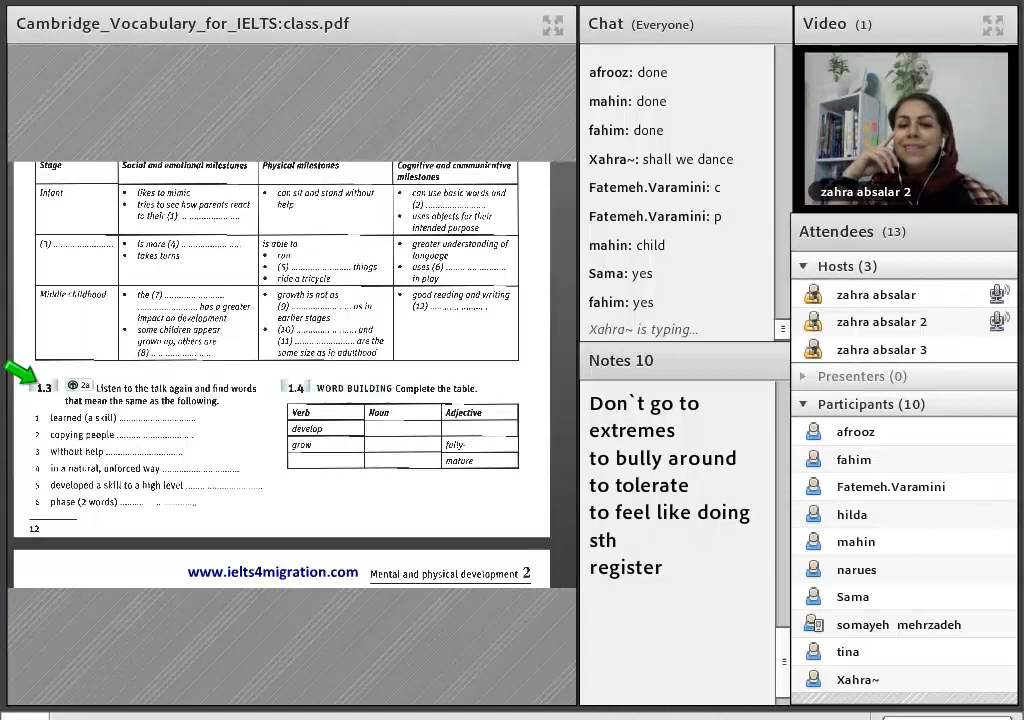 Cambridge_Vocabulary_for_IELTS:class.pdf
Stage Social and emotional milestones Physical milestones Cognitive and communicative milestones
Infant
• likes to mimic
• tries to see how parents react to their (1) ....................
• can sit and stand without help
• can use basic words and (2) ....................
• uses objects for their intended purpose
(3) ....................
• is more (4) ....................
• takes turns
is able to
• run
• (5) .................... things
• ride a tricycle
• greater understanding of language
• uses (6) .................... in play
Middle childhood
• the (7) .................... .................... has a greater impact on development
• some children appear grown up, others are (8) ....................
• growth is not as (9) .................... as in earlier stages
• (10) .................... and (11) .................... are the same size as in adulthood
• good reading and writing (12) ....................
1.3 2a Listen to the talk again and find words
that mean the same as the following.
1 learned (a skill) ....................
2 copying people ....................
3 without help ....................
4 in a natural, unforced way ....................
5 developed a skill to a high level ....................
6 phase (2 words) .................... ....................
12
1.4 WORD BUILDING Complete the table.
Verb Noun Adjective
develop
grow fully-
mature
www.ielts4migration.com Mental and physical development 2
Chat (Everyone)
afrooz: done
mahin: done
fahim: done
Xahra~: shall we dance
Fatemeh.Varamini: c
Fatemeh.Varamini: p
mahin: child
Sama: yes
fahim: yes
Xahra~ is typing...
Notes 10
Don`t go to
extremes
to bully around
to tolerate
to feel like doing
sth
register
Video (1)
zahra absalar 2
Attendees (13)
Hosts (3)
zahra absalar
zahra absalar 2
zahra absalar 3
Presenters (0)
Participants (10)
afrooz
fahim
Fatemeh.Varamini
hilda
mahin
narues
Sama
somayeh mehrzadeh
tina
Xahra~